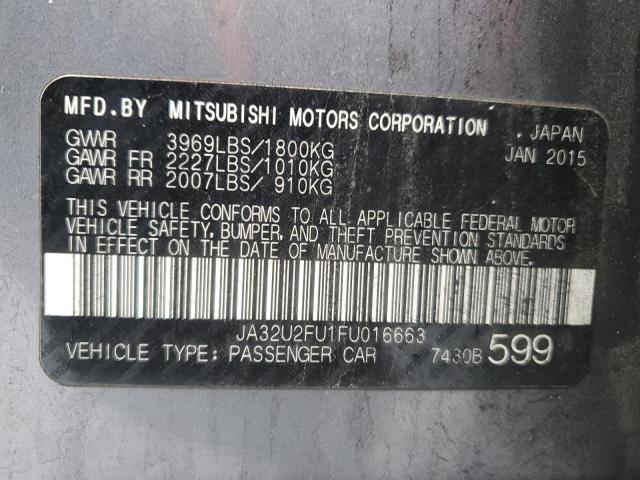 MFD.BY MITSUBISHI MOTORS CORPORATION , JAPAN
GVWR 3969LBS/1800KG JAN 2015
GAWR FR 2227LBS/1010KG
GAWR RR 2007LBS/ 910KG
THIS VEHICLE CONFORMS TO ALL APPLICABLE FEDERAL MOTOR
VEHICLE SAFETY, BUMPER, AND THEFT PREVENTION STANDARDS
IN EFFECT ON THE DATE OF MANUFACTURE SHOWN ABOVE.
JA32U2FU1FU016663
VEHICLE TYPE: PASSENGER CAR 7430B 599